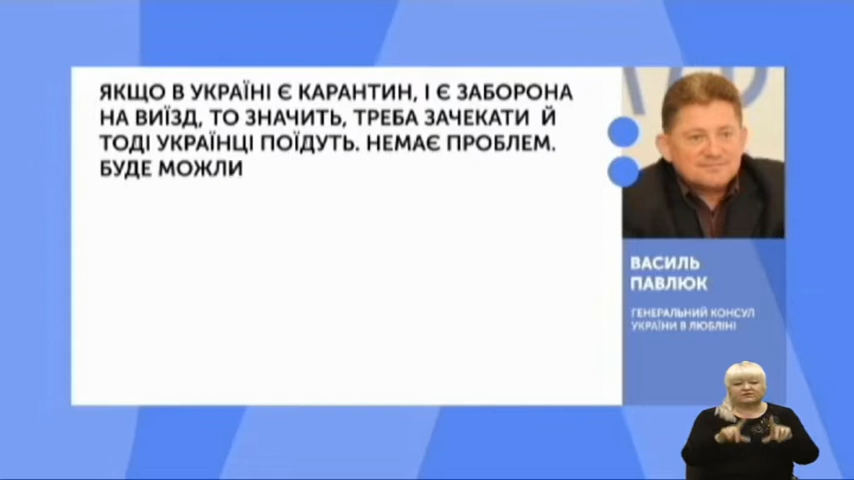 ЯКЩО В УКРАЇНІ Є КАРАНТИН, І Є ЗАБОРОНА
НА ВИЇЗД, ТО ЗНАЧИТЬ, ТРЕБА ЗАЧЕКАТИ Й
ТОДІ УКРАЇНЦІ ПОЇДУТЬ. НЕМАЄ ПРОБЛЕМ.
БУДЕ МОЖЛИ
ВАСИЛЬ
ПАВЛЮК
ГЕНЕРАЛЬНИЙ КОНСУЛ
УКРАЇНИ В ЛЮБЛІНІ